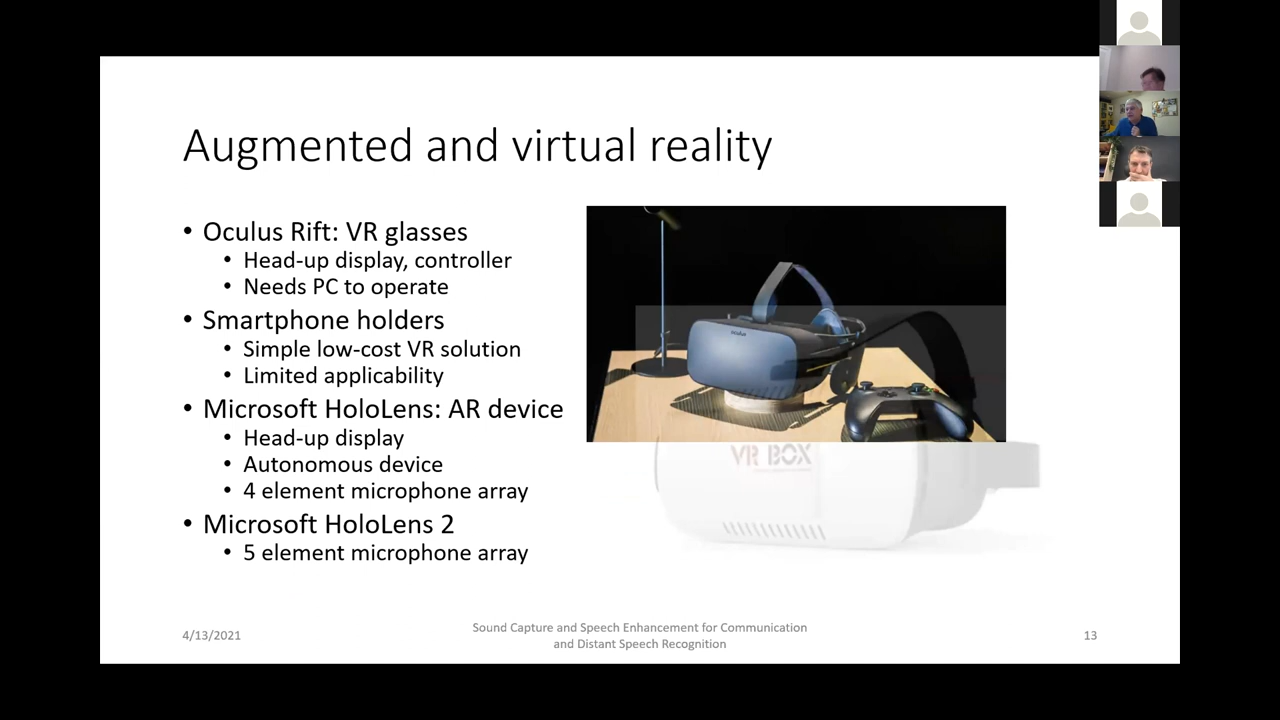 Augmented and virtual reality
• Oculus Rift: VR glasses
• Head-up display, controller
• Needs PC to operate
• Smartphone holders
• Simple low-cost VR solution
• Limited applicability
• Microsoft HoloLens: AR device
• Head-up display
• Autonomous device
• 4 element microphone array
• Microsoft HoloLens 2
• 5 element microphone array
oculus
VR BOX
4/13/2021
Sound Capture and Speech Enhancement for Communication
and Distant Speech Recognition
13